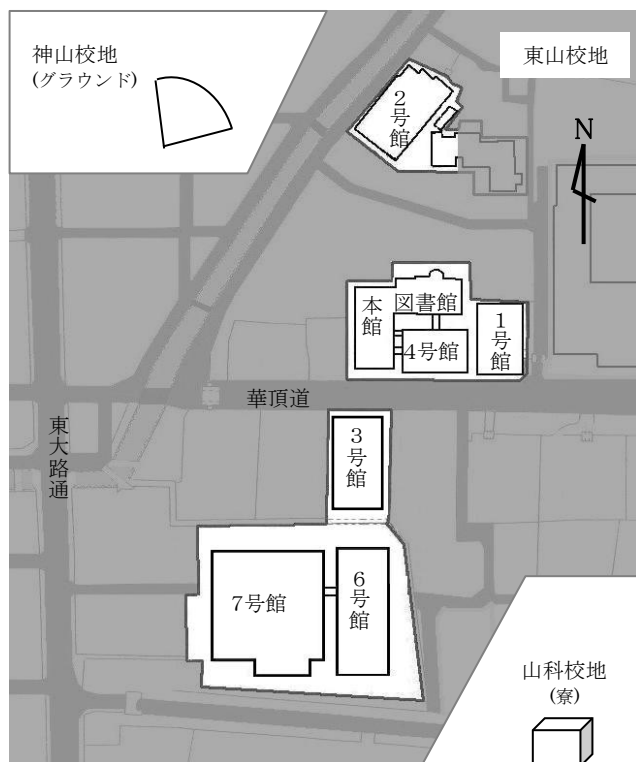 神山校地
(グラウンド)
東山校地
2号館
N
本館
図書館
4号館
1号館
華頂道
東大路通
3号館
7号館
6号館
山科校地
(寮)